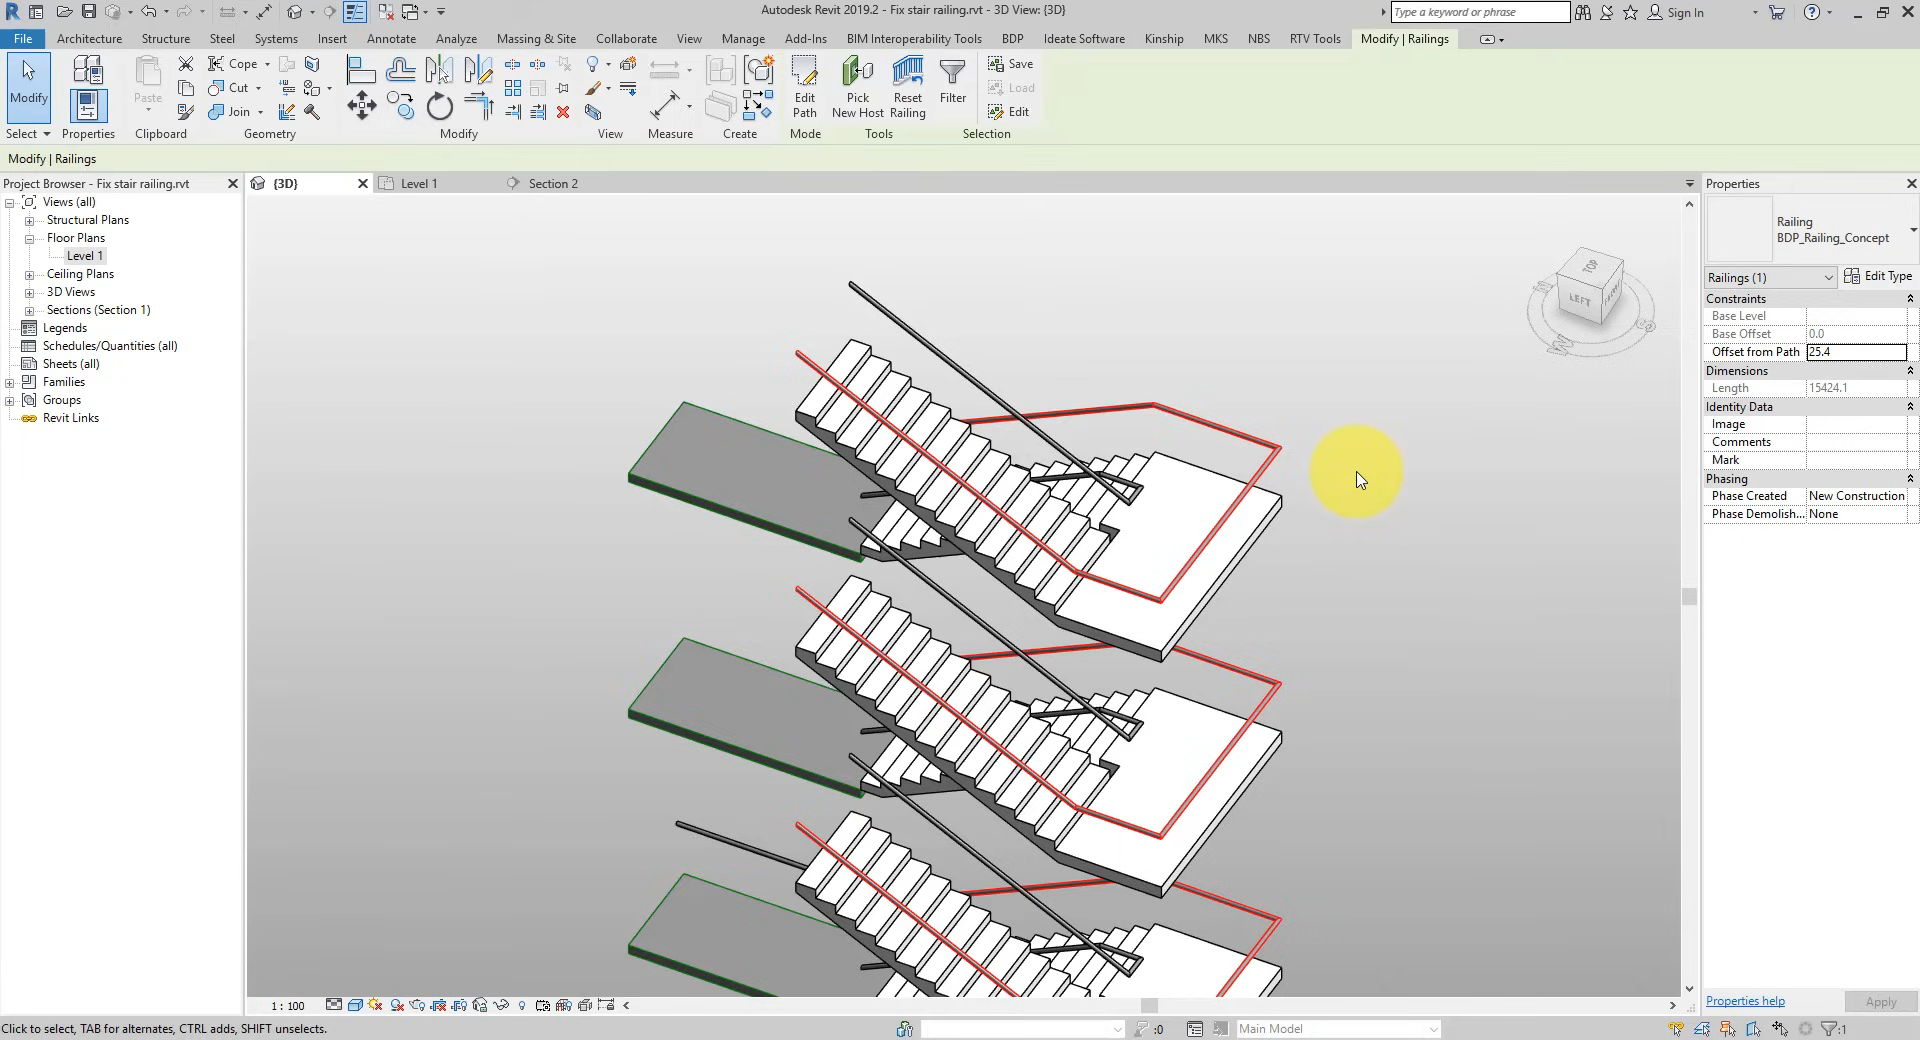 Autodesk Revit 2019.2 - Fix stair railing.rvt - 3D View: {3D}
Type a keyword or phrase
Sign In
File Architecture Structure Steel Systems Insert Annotate Analyze Massing & Site Collaborate View Manage Add-Ins BIM Interoperability Tools BDP Ideate Software Kinship MKS NBS RTV Tools Modify | Railings
Modify
Paste
Cope
Cut
Join
Edit Path
Pick New Host
Reset Railing
Filter
Save
Load
Edit
Select Properties Clipboard Geometry Modify View Measure Create Mode Tools Selection
Modify | Railings
Project Browser - Fix stair railing.rvt
{3D}
Level 1
Section 2
Properties
Views (all)
Structural Plans
Floor Plans
Level 1
Ceiling Plans
3D Views
Sections (Section 1)
Legends
Schedules/Quantities (all)
Sheets (all)
Families
Groups
Revit Links
TOP
LEFT
W
S
Railing
BDP_Railing_Concept
Railings (1)
Edit Type
Constraints
Base Level
Base Offset 0.0
Offset from Path 25.4
Dimensions
Length 15424.1
Identity Data
Image
Comments
Mark
Phasing
Phase Created New Construction
Phase Demolish... None
Properties help
Apply
1 : 100
Click to select, TAB for alternates, CTRL adds, SHIFT unselects.
:0
Main Model
:1